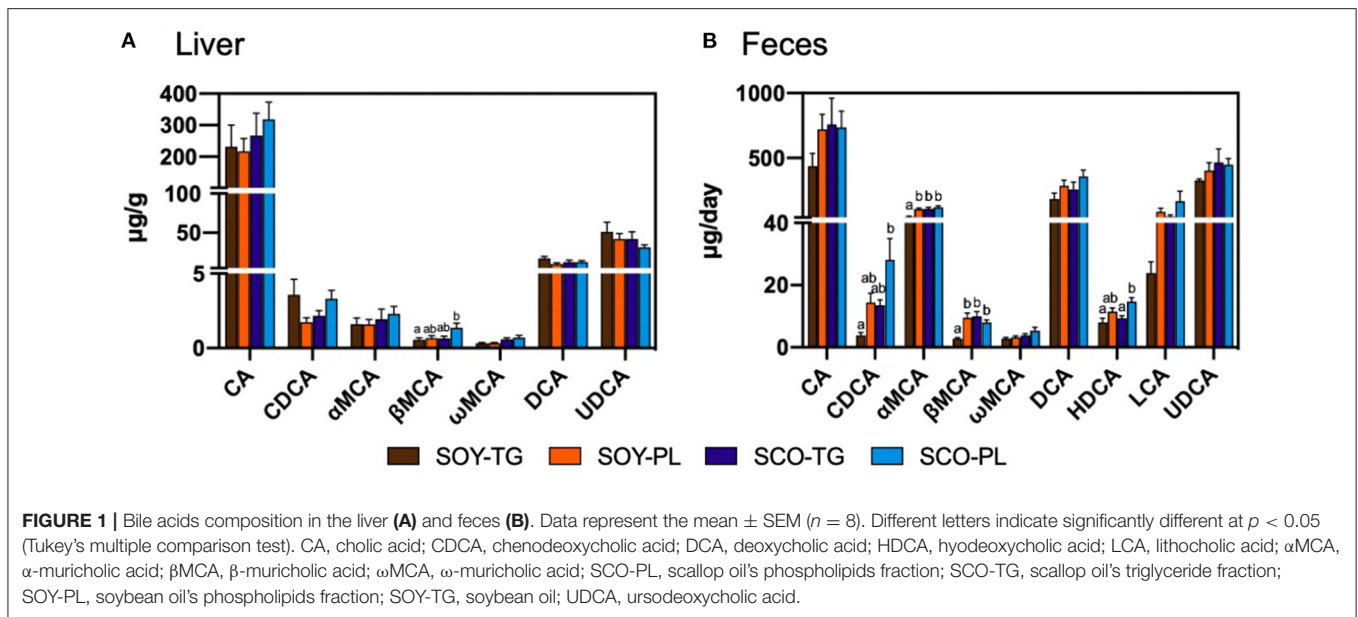 A Liver
µg/g
400
300
200
100
50
5
0
a ab ab b
CA CDCA αMCA βMCA ωMCA DCA UDCA
B Feces
µg/day
1000
500
40
20
0
a ab ab b
a b b b
a b b b
a ab a b
CA CDCA αMCA βMCA ωMCA DCA HDCA LCA UDCA
SOY-TG SOY-PL SCO-TG SCO-PL
FIGURE 1 | Bile acids composition in the liver (A) and feces (B). Data represent the mean ± SEM (n = 8). Different letters indicate significantly different at p < 0.05
(Tukey's multiple comparison test). CA, cholic acid; CDCA, chenodeoxycholic acid; DCA, deoxycholic acid; HDCA, hyodeoxycholic acid; LCA, lithocholic acid; αMCA,
α-muricholic acid; βMCA, β-muricholic acid; ωMCA, ω-muricholic acid; SCO-PL, scallop oil's phospholipids fraction; SCO-TG, scallop oil's triglyceride fraction;
SOY-PL, soybean oil's phospholipids fraction; SOY-TG, soybean oil; UDCA, ursodeoxycholic acid.